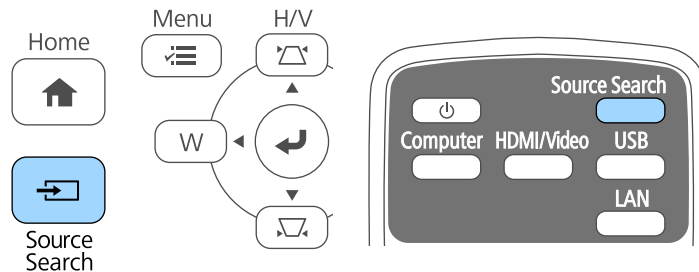 Home
Source
Search
Menu
H/V
W
Source Search
Computer HDMI/Video USB
LAN